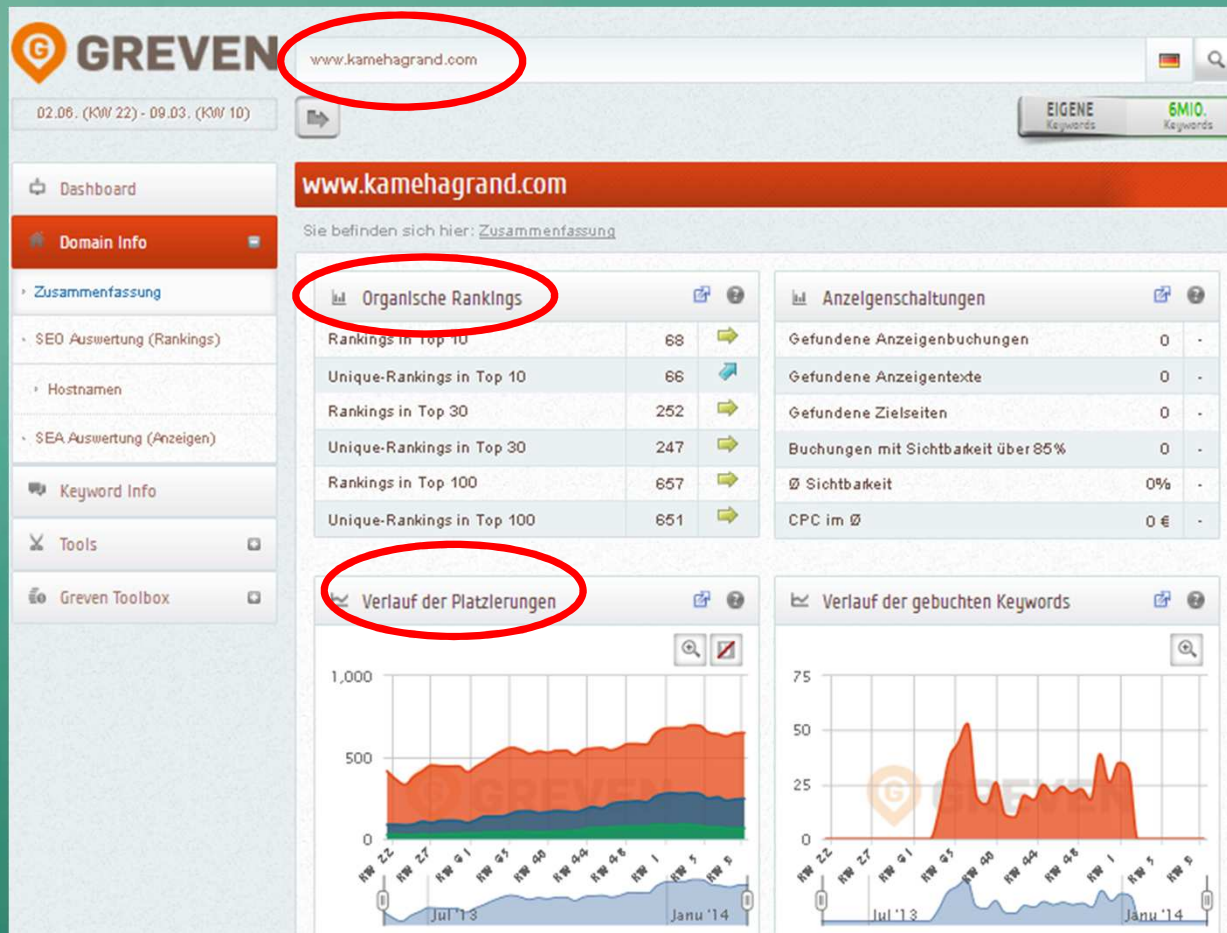 GREVEN
www.kamehagrand.com
02.06. (KW 22) - 09.03. (KW 10)
EIGENE
Keywords
6MIO.
Keywords
Dashboard
Domain Info
Zusammenfassung
SEO Auswertung (Rankings)
Hostnamen
SEA Auswertung (Anzeigen)
Keyword Info
Tools
Greven Toolbox
www.kamehagrand.com
Sie befinden sich hier: Zusammenfassung
Organische Rankings
Rankings in Top 10 68
Unique-Rankings in Top 10 66
Rankings in Top 30 252
Unique-Rankings in Top 30 247
Rankings in Top 100 657
Unique-Rankings in Top 100 651
Anzeigenschaltungen
Gefundene Anzeigenbuchungen 0 -
Gefundene Anzeigentexte 0 -
Gefundene Zielseiten 0 -
Buchungen mit Sichtbarkeit über 85% 0 -
Ø Sichtbarkeit 0% -
CPC im Ø 0 € -
Verlauf der Platzierungen
1,000
500
0
GREVEN
KW 22 KW 27 KW 31 KW 35 KW 40 KW 44 KW 48 KW 1 KW 5 KW 9
Jul '13 Janu '14
Verlauf der gebuchten Keywords
75
50
25
0
GREVEN
KW 22 KW 27 KW 31 KW 35 KW 40 KW 44 KW 48 KW 1 KW 5 KW 9
Jul '13 Janu '14